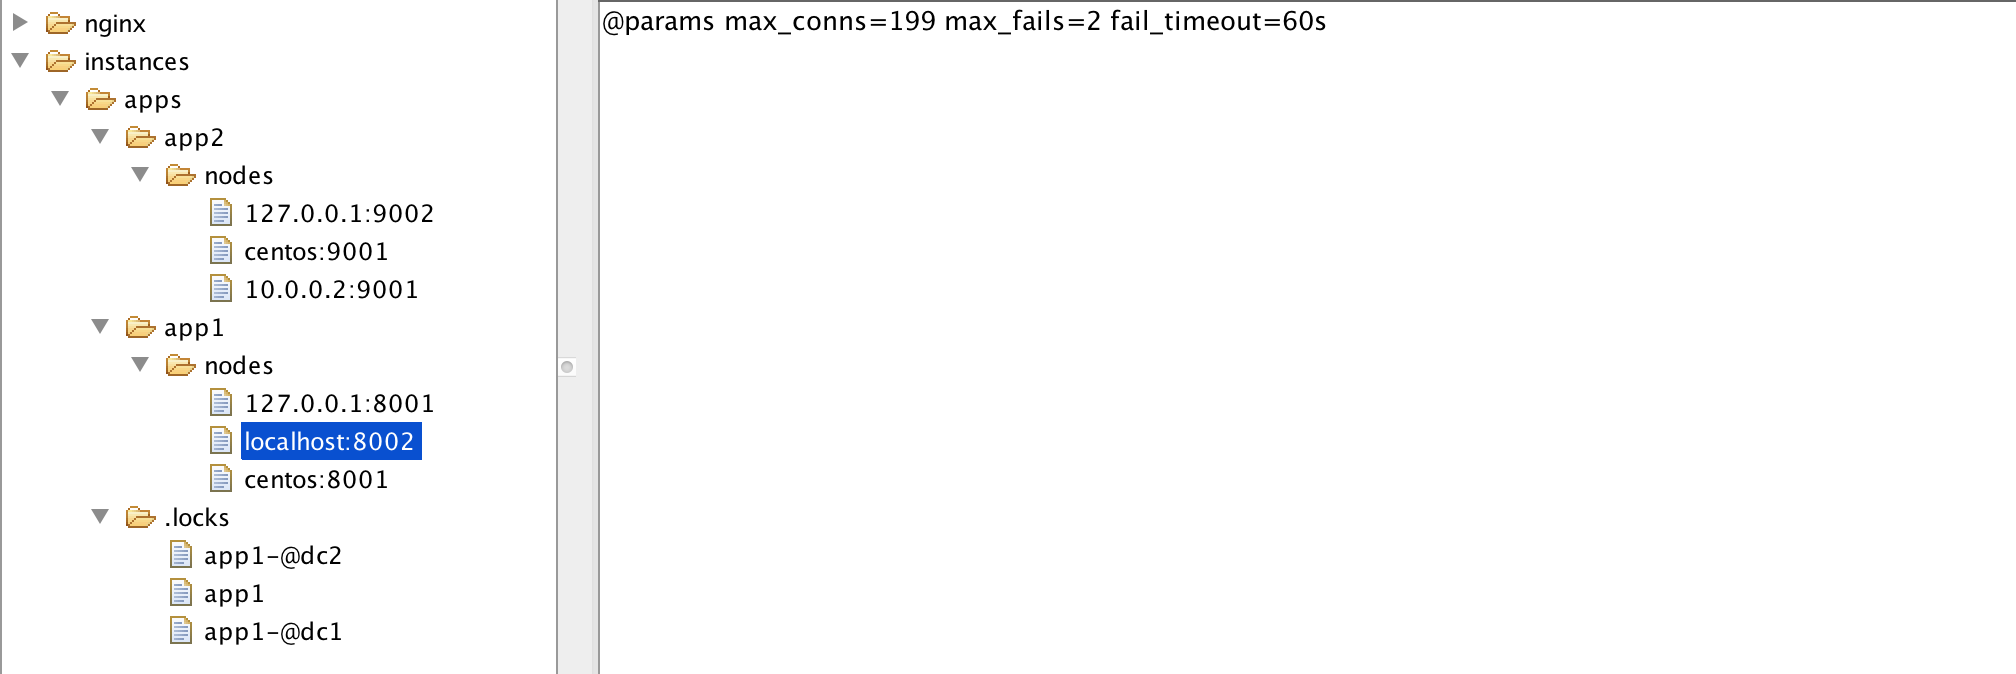 nginx
instances
apps
app2
nodes
127.0.0.1:9002
centos:9001
10.0.0.2:9001
app1
nodes
127.0.0.1:8001
localhost:8002
centos:8001
.locks
app1-@dc2
app1
app1-@dc1
@params max_conns=199 max_fails=2 fail_timeout=60s